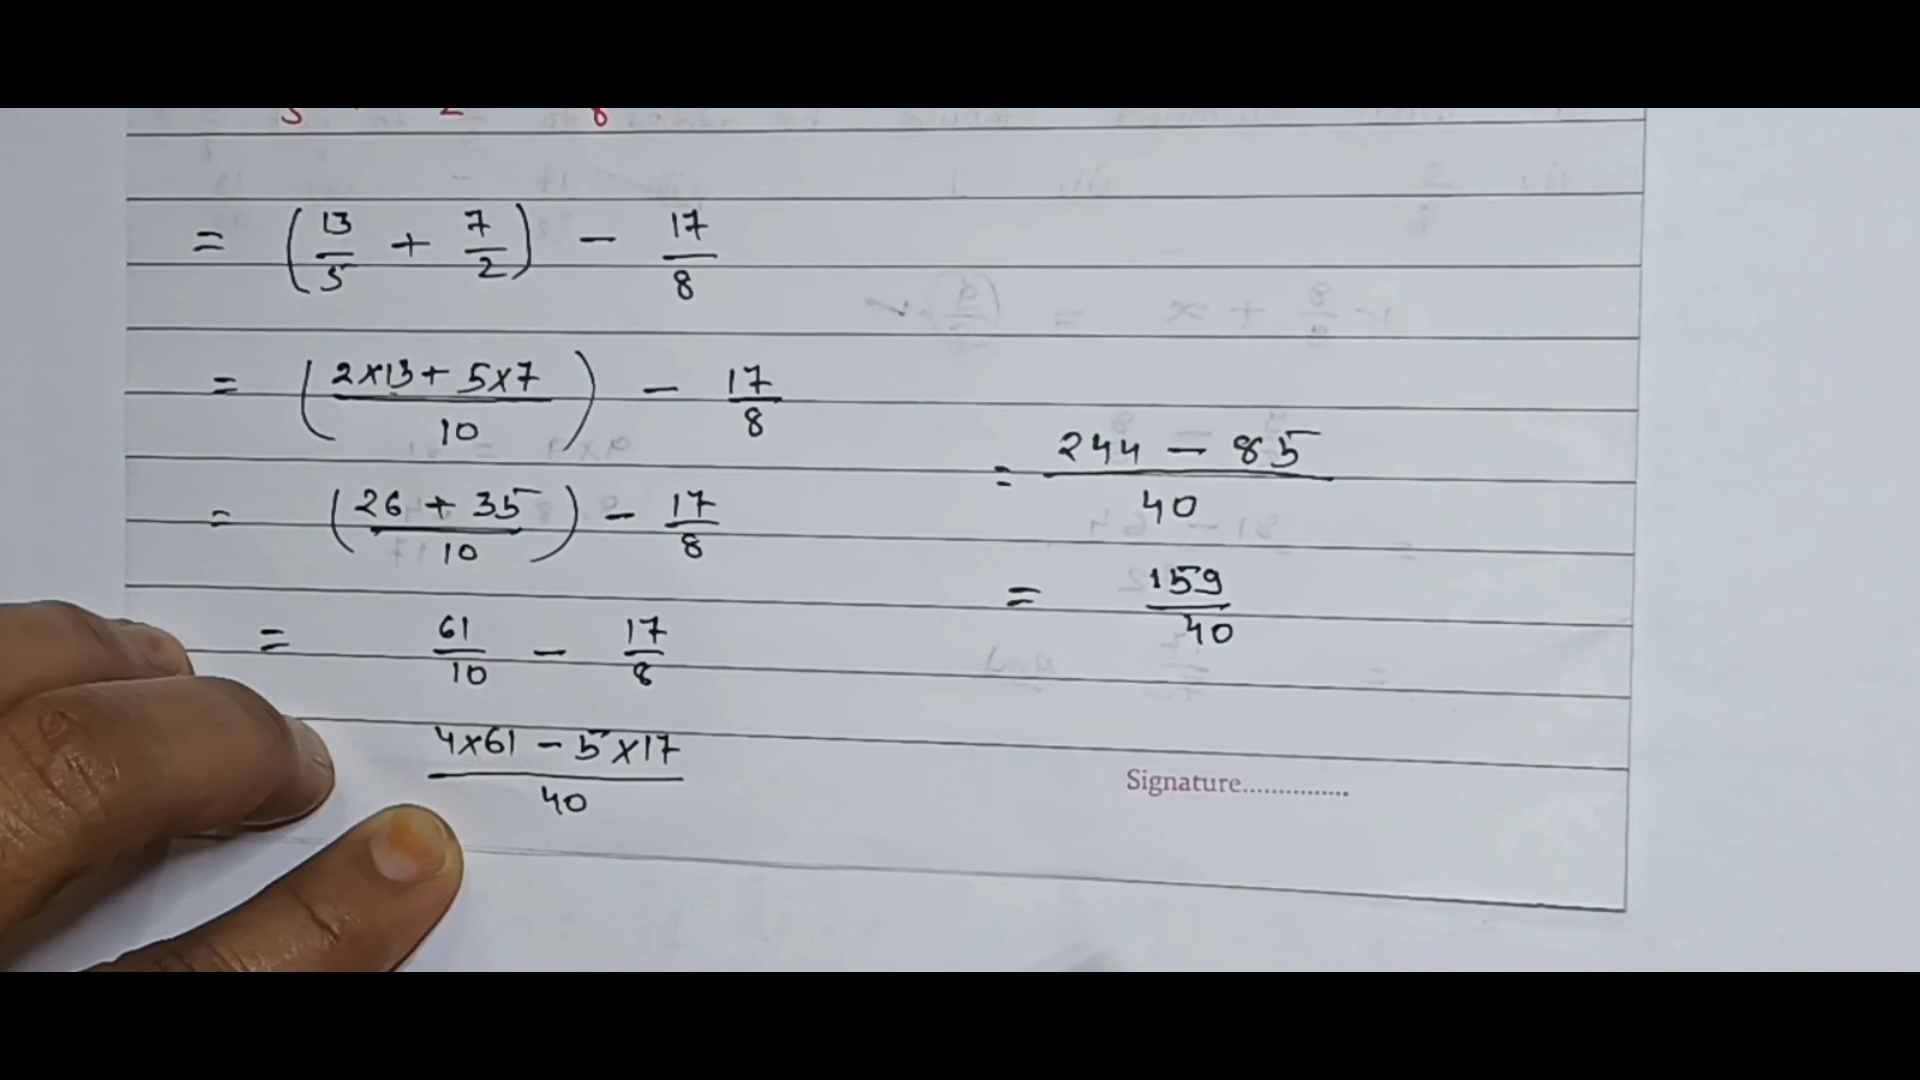 = (13/5 + 7/2) - 17/8
= (2×13 + 5×7 / 10) - 17/8
= (26 + 35 / 10) - 17/8
= 61/10 - 17/8
4×61 - 5×17 / 40
= 244 - 85 / 40
= 159/40
Signature...............